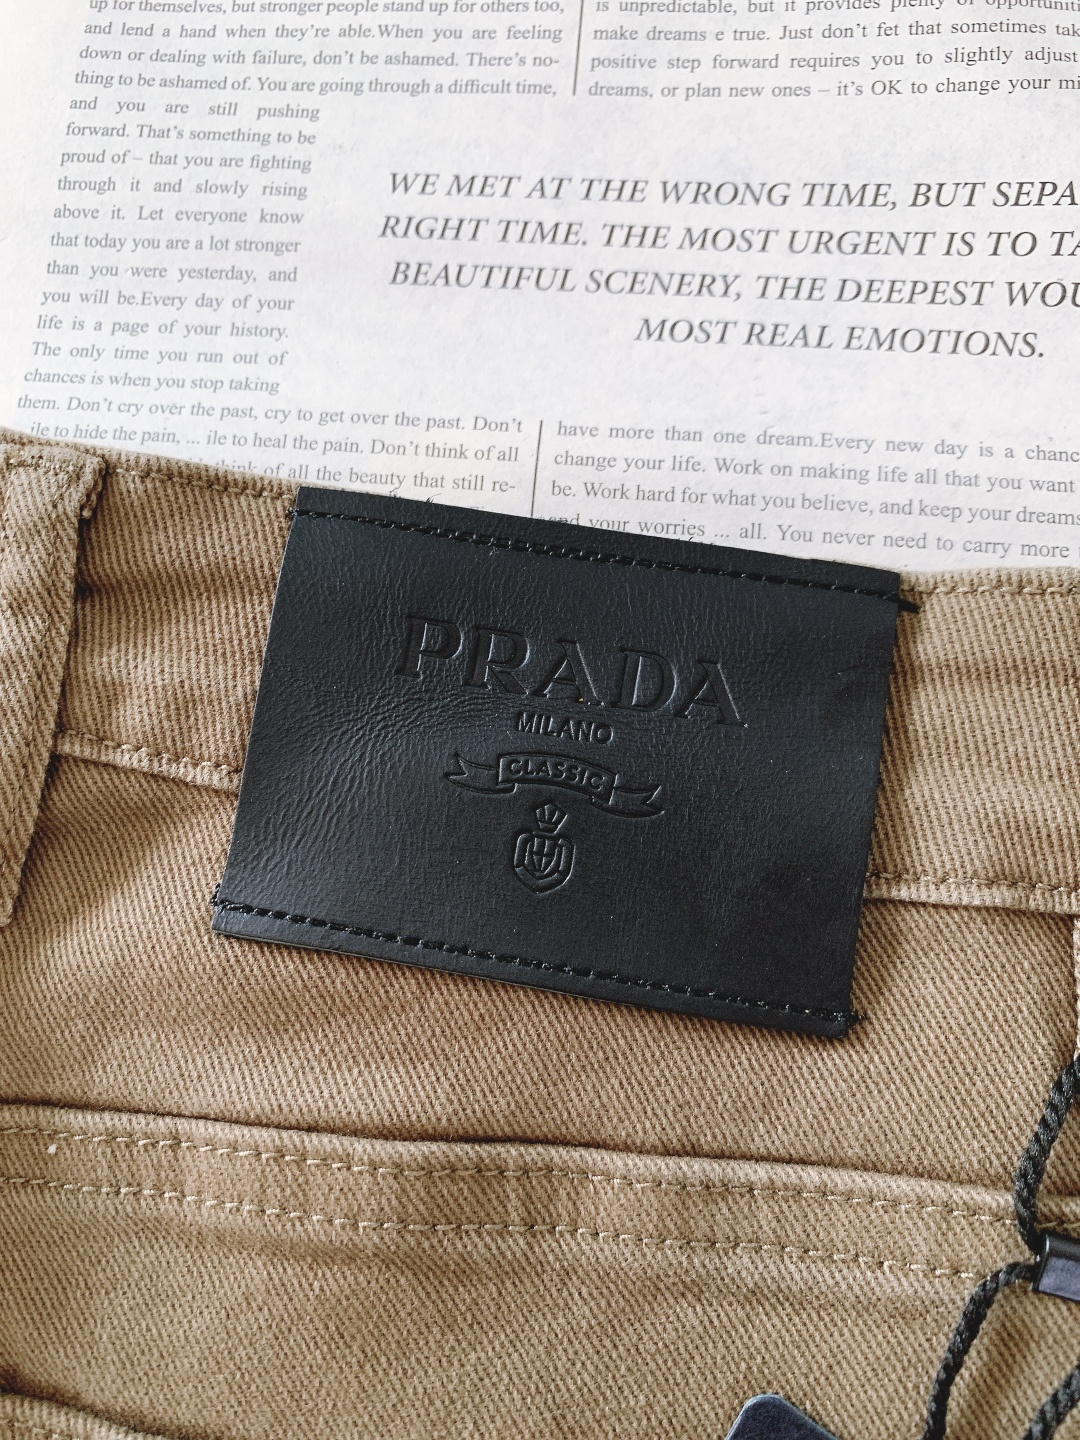 up for themselves, but stronger people stand up for others too,
and lend a hand when they're able.When you are feeling
down or dealing with failure, don't be ashamed. There's no-
thing to be ashamed of. You are going through a difficult time,
and you are still pushing
forward. That's something to be
proud of – that you are fighting
through it and slowly rising
above it. Let everyone know
that today you are a lot stronger
than you were yesterday, and
you will be.Every day of your
life is a page of your history.
The only time you run out of
chances is when you stop taking
them. Don't cry over the past, cry to get over the past. Don't
ile to hide the pain, ... ile to heal the pain. Don't think of all
think of all the beauty that still re-
is unpredictable, but it provides plenty of opportuniti
make dreams e true. Just don't fet that sometimes tak
positive step forward requires you to slightly adjust
dreams, or plan new ones – it's OK to change your mi
WE MET AT THE WRONG TIME, BUT SEPA
RIGHT TIME. THE MOST URGENT IS TO TA
BEAUTIFUL SCENERY, THE DEEPEST WOU
MOST REAL EMOTIONS.
have more than one dream.Every new day is a chanc
change your life. Work on making life all that you want
be. Work hard for what you believe, and keep your dreams
end your worries ... all. You never need to carry more
PRADA
MILANO
CLASSIC